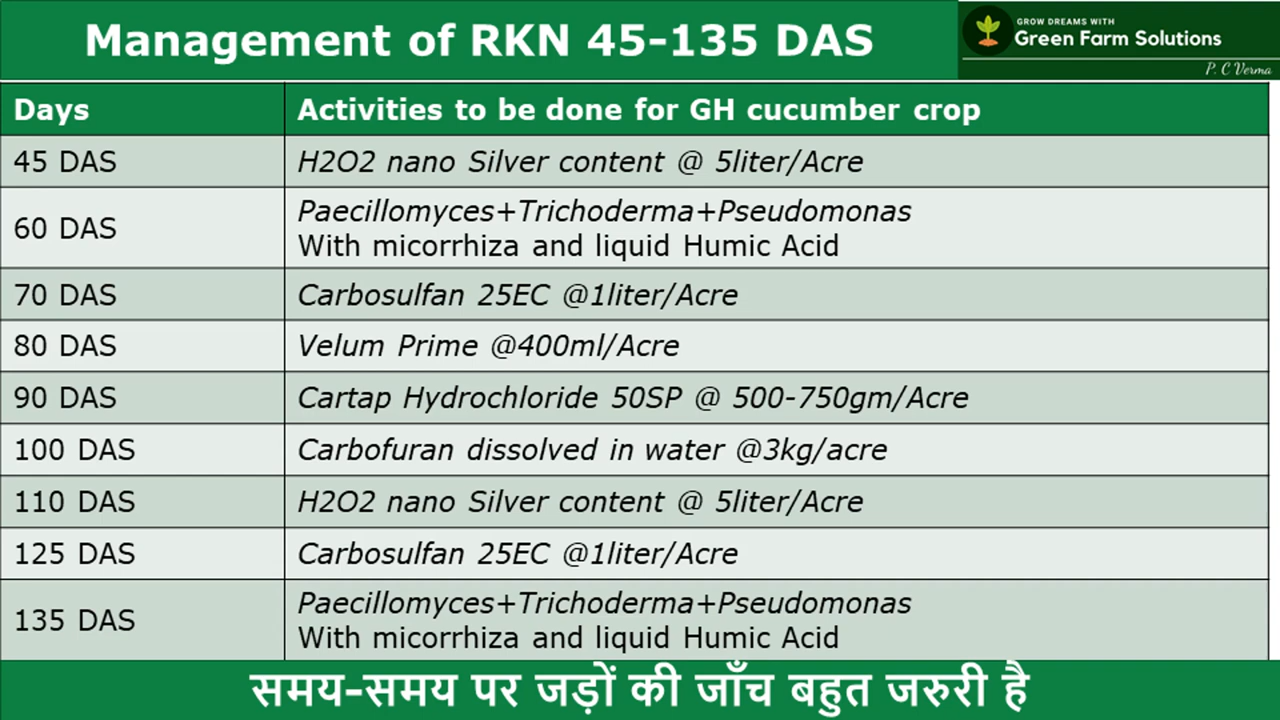 Management of RKN 45-135 DAS
GROW DREAMS WITH
Green Farm Solutions
P. C Verma
Days Activities to be done for GH cucumber crop
45 DAS H2O2 nano Silver content @ 5liter/Acre
60 DAS Paecillomyces+Trichoderma+Pseudomonas
With micorrhiza and liquid Humic Acid
70 DAS Carbosulfan 25EC @1liter/Acre
80 DAS Velum Prime @400ml/Acre
90 DAS Cartap Hydrochloride 50SP @ 500-750gm/Acre
100 DAS Carbofuran dissolved in water @3kg/acre
110 DAS H2O2 nano Silver content @ 5liter/Acre
125 DAS Carbosulfan 25EC @1liter/Acre
135 DAS Paecillomyces+Trichoderma+Pseudomonas
With micorrhiza and liquid Humic Acid
समय-समय पर जड़ों की जाँच बहुत जरुरी है